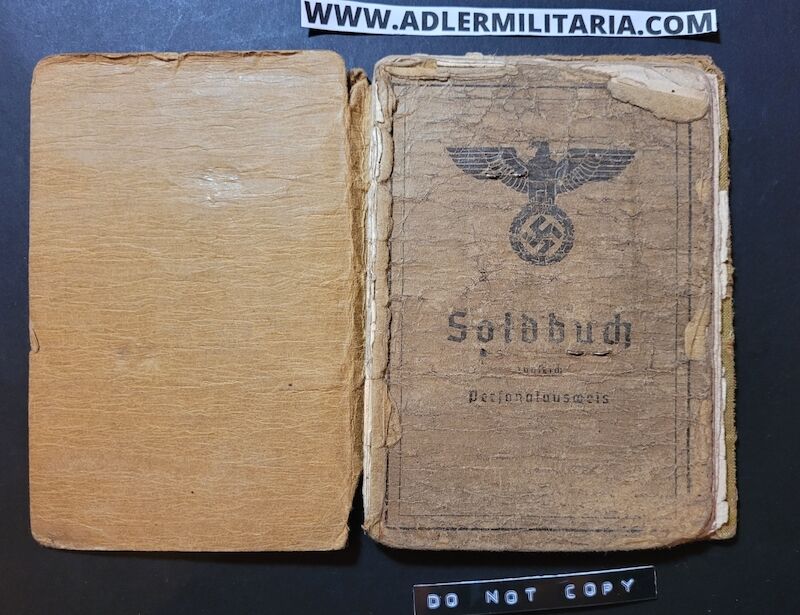 WWW.ADLERMILITARIA.COM
Soldbuch
zugleich
Personalausweis
DO NOT COPY